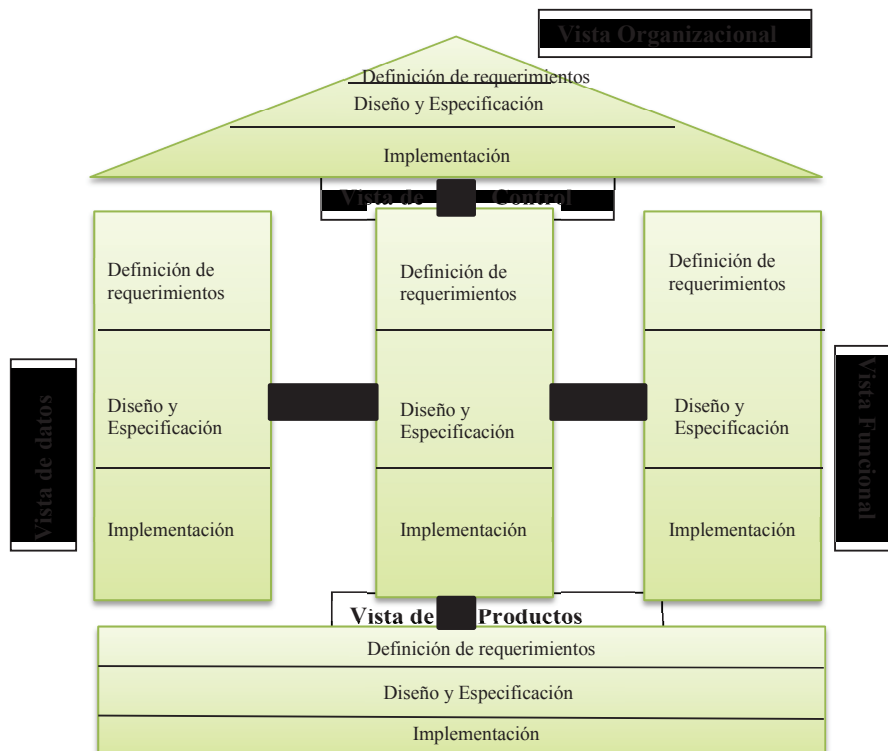 Vista Organizacional
Definición de requerimientos
Diseño y Especificación
Implementación
Vista de Control
Definición de
requerimientos
Diseño y
Especificación
Implementación
Definición de
requerimientos
Diseño y
Especificación
Implementación
Definición de
requerimientos
Diseño y
Especificación
Implementación
Vista de datos
Vista Funcional
Vista de Productos
Definición de requerimientos
Diseño y Especificación
Implementación